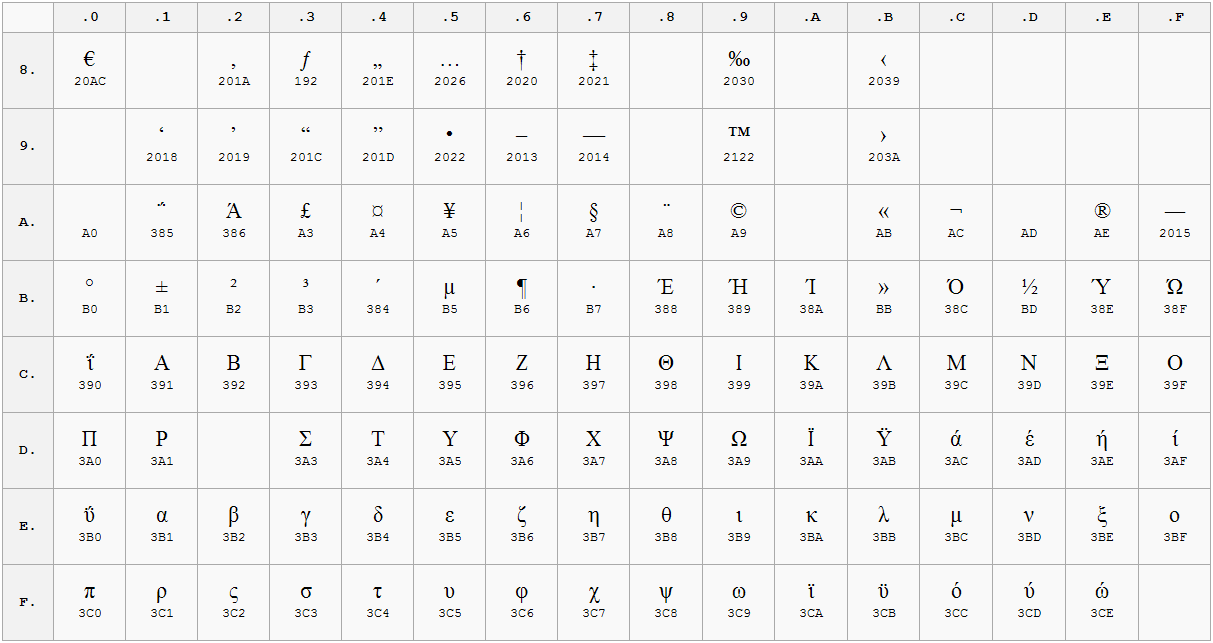 .0 .1 .2 .3 .4 .5 .6 .7 .8 .9 .A .B .C .D .E .F
8. € ‚ ƒ „ … † ‡ ‰ ‹
20AC 201A 192 201E 2026 2020 2021 2030 2039
9. ‘ ’ “ ” • – — ™ ›
2018 2019 201C 201D 2022 2013 2014 2122 203A
A. ΅ Ά £ ¤ ¥ ¦ § ¨ © « ¬ ® ―
A0 385 386 A3 A4 A5 A6 A7 A8 A9 AB AC AD AE 2015
B. ° ± ² ³ ΄ µ ¶ · Έ Ή Ί » Ό ½ Ύ Ώ
B0 B1 B2 B3 384 B5 B6 B7 388 389 38A BB 38C BD 38E 38F
C. ΐ Α Β Γ Δ Ε Ζ Η Θ Ι Κ Λ Μ Ν Ξ Ο
390 391 392 393 394 395 396 397 398 399 39A 39B 39C 39D 39E 39F
D. Π Ρ Σ Τ Υ Φ Χ Ψ Ω Ϊ Ϋ ά έ ή ί
3A0 3A1 3A3 3A4 3A5 3A6 3A7 3A8 3A9 3AA 3AB 3AC 3AD 3AE 3AF
E. ΰ α β γ δ ε ζ η θ ι κ λ μ ν ξ ο
3B0 3B1 3B2 3B3 3B4 3B5 3B6 3B7 3B8 3B9 3BA 3BB 3BC 3BD 3BE 3BF
F. π ρ ς σ τ υ φ χ ψ ω ϊ ϋ ό ύ ώ
3C0 3C1 3C2 3C3 3C4 3C5 3C6 3C7 3C8 3C9 3CA 3CB 3CC 3CD 3CE